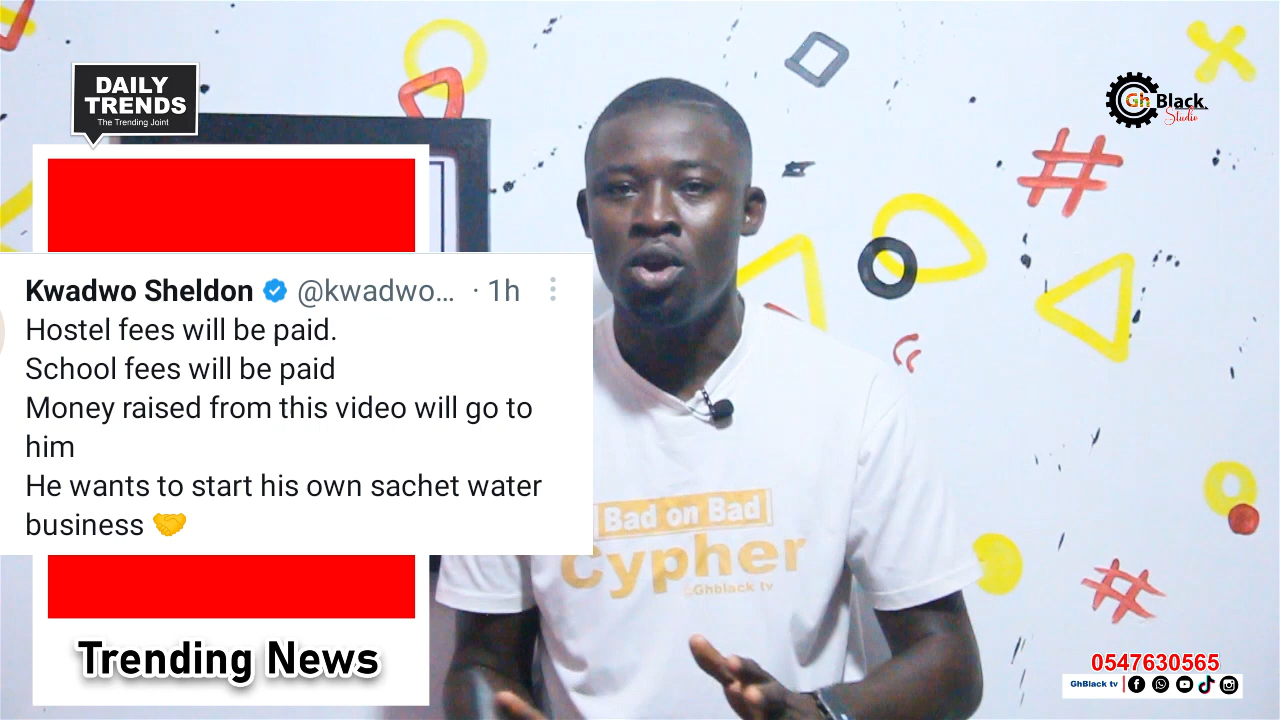 DAILY
TRENDS
The Trending Joint
Gh Black
Studio
Kwadwo Sheldon @kwadwo... · 1h
Hostel fees will be paid.
School fees will be paid
Money raised from this video will go to
him
He wants to start his own sachet water
business 🤝
Bad on Bad
Cypher
Ghblack tv
Trending News
0547630565
GhBlack tv